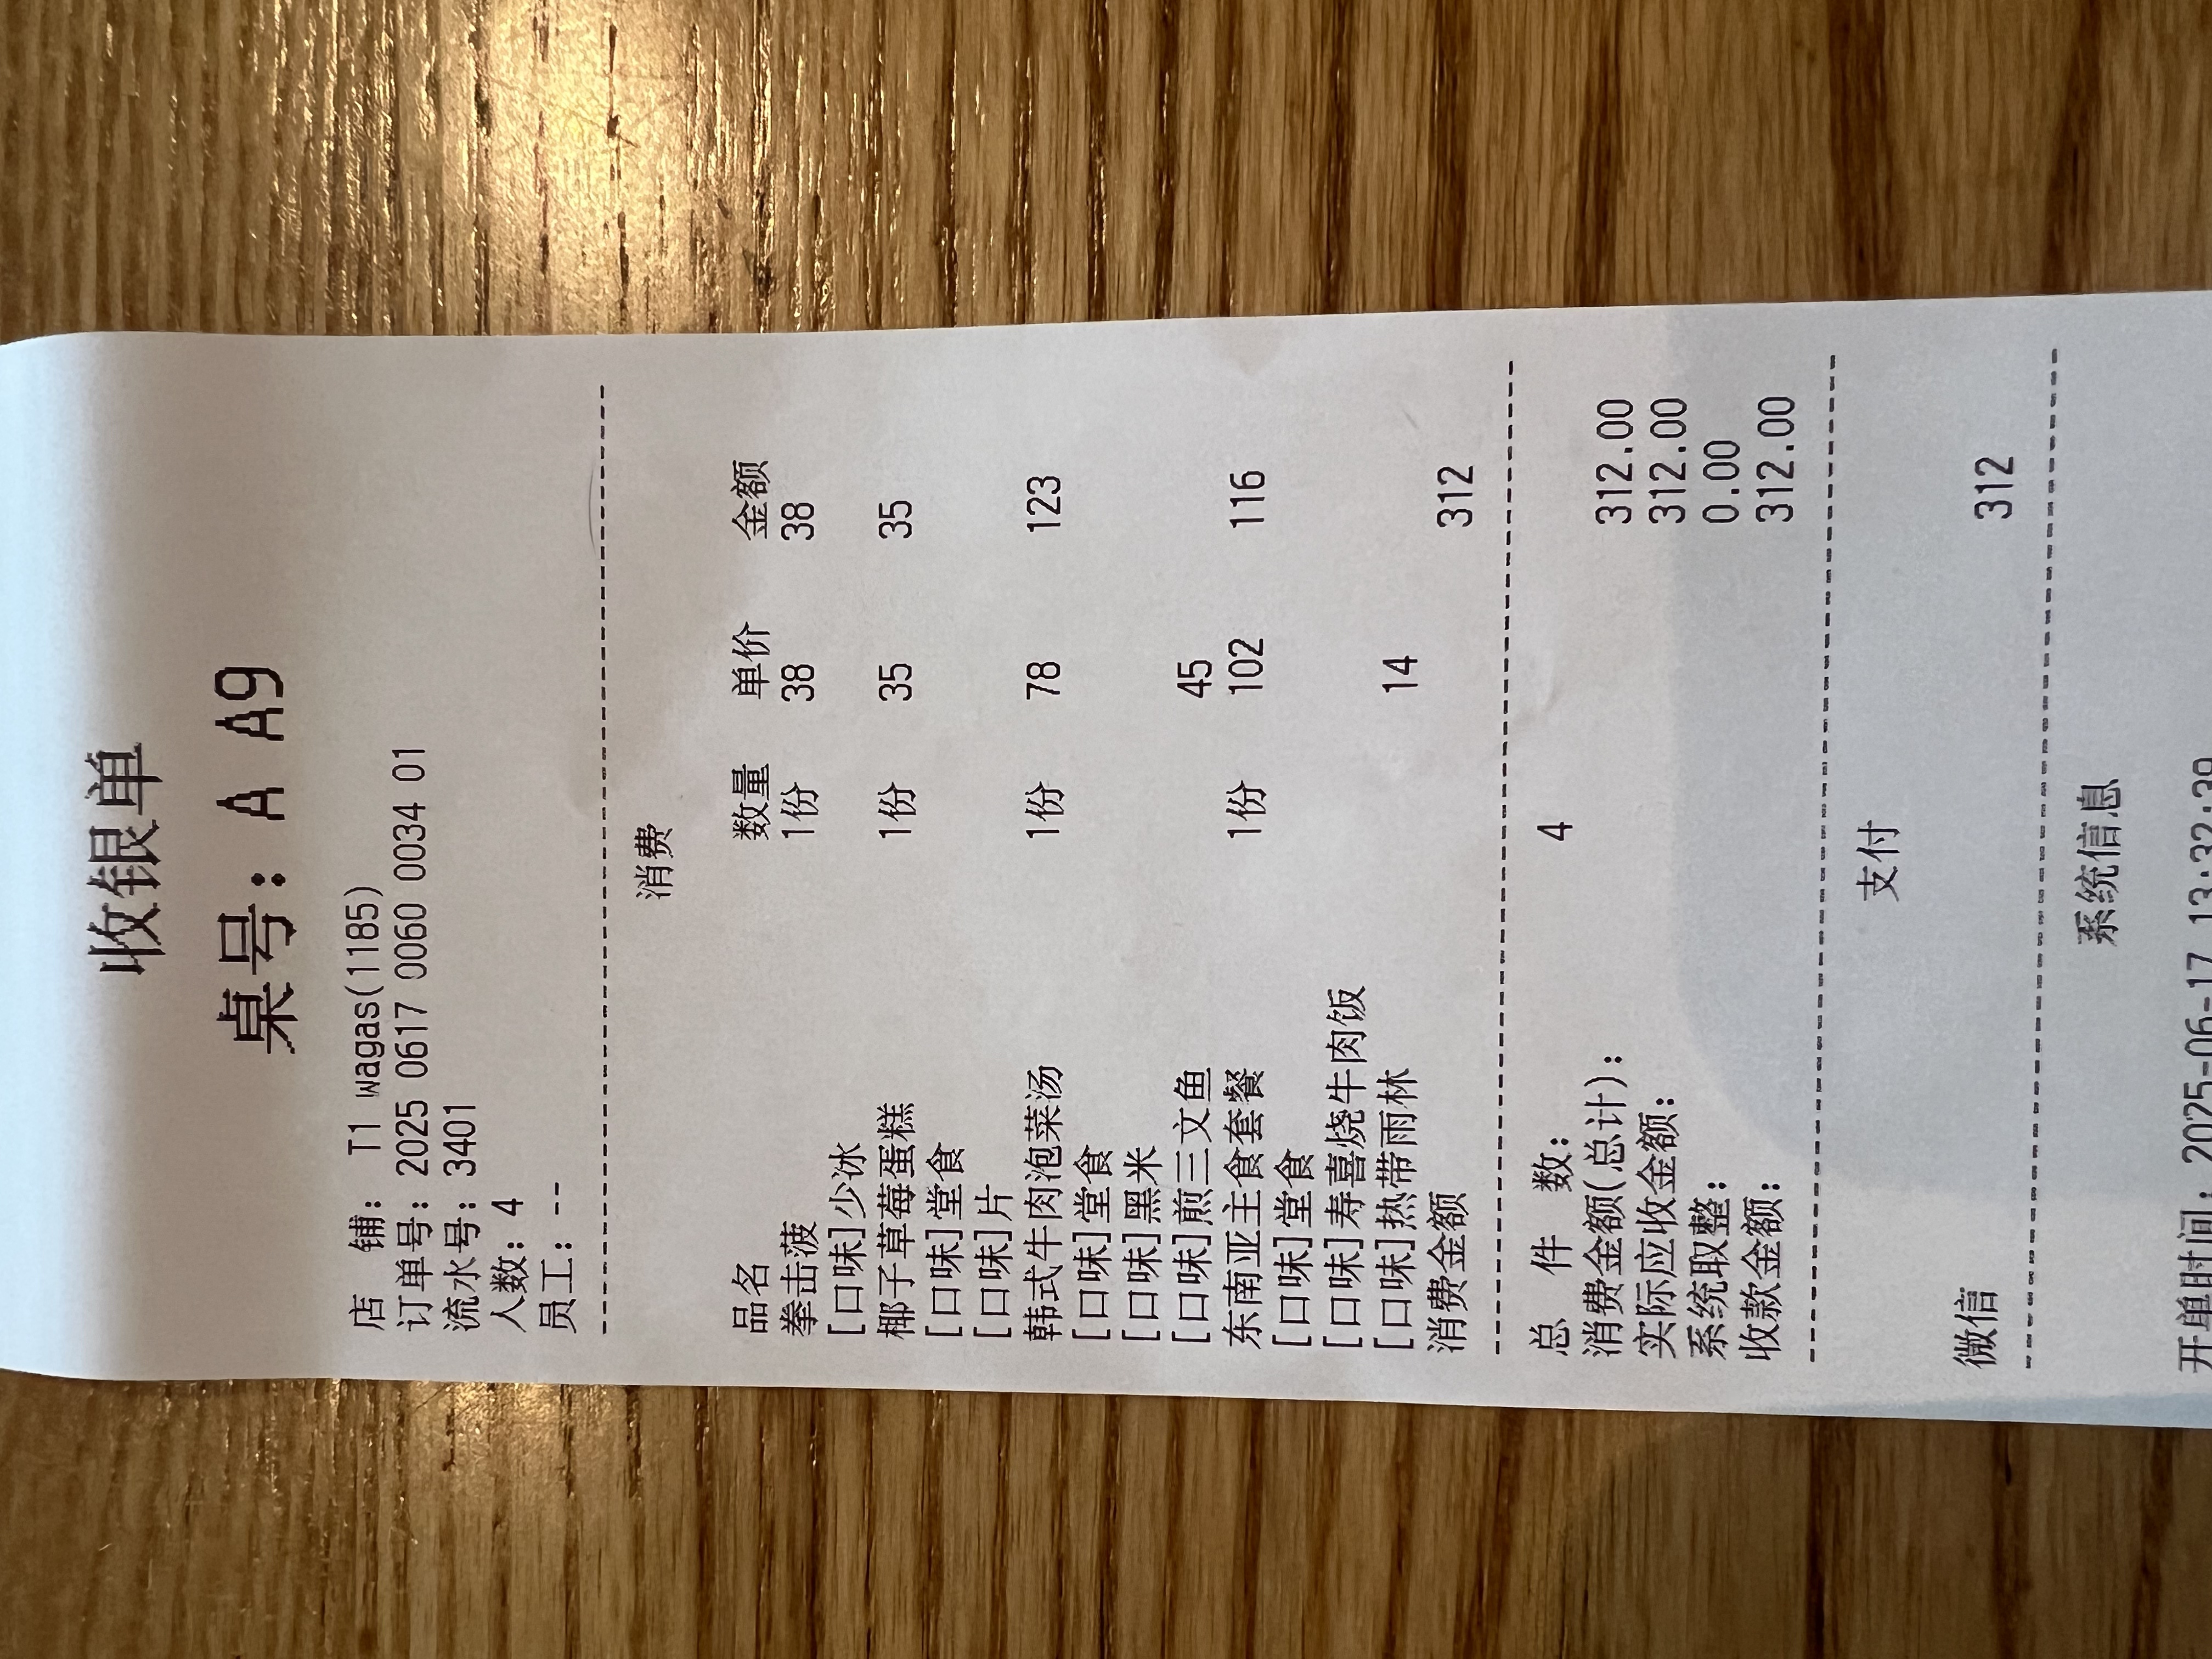 收银单
桌号：A A9
店 铺： T1 wagas(1185)
订单号：2025 0617 0060 0034 01
流水号：3401
人数：4
员工：--
消费
品名 数量 单价 金额
拳击菠 1份 38 38
[口味]少冰
椰子草莓蛋糕 1份 35 35
[口味]堂食
[口味]片
韩式牛肉泡菜汤 1份 78 123
[口味]堂食
[口味]黑米
[口味]煎三文鱼 45
东南亚主食套餐 1份 102 116
[口味]堂食
[口味]寿喜烧牛肉饭
[口味]热带雨林 14
消费金额 312
总 件 数： 4
消费金额(总计)： 312.00
实际应收金额： 312.00
系统取整： 0.00
收款金额： 312.00
支付
微信 312
系统信息
开单时间：2025-06-17 13:32:39